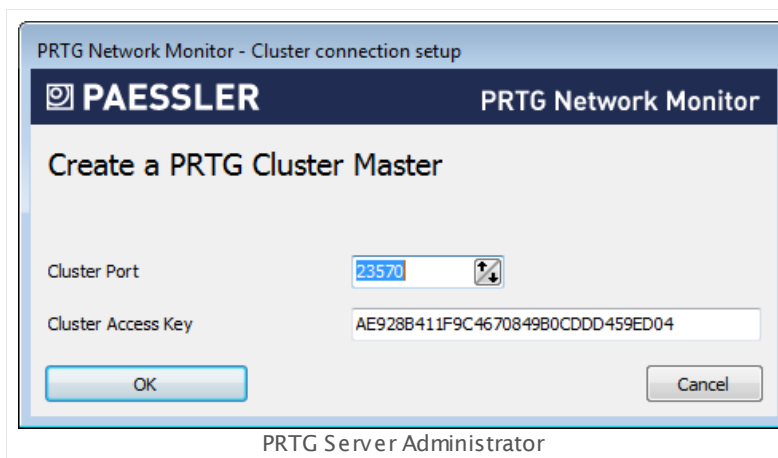 PRTG Network Monitor - Cluster connection setup
PAESSLER PRTG Network Monitor
Create a PRTG Cluster Master
Cluster Port 23570
Cluster Access Key AE928B411F9C4670849B0CDDD459ED04
OK Cancel
PRTG Server Administrator